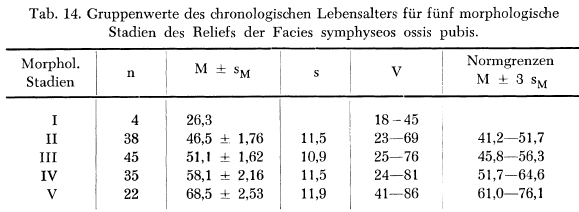 Tab. 14. Gruppenwerte des chronologischen Lebensalters für fünf morphologische
Stadien des Reliefs der Facies symphyseos ossis pubis.
Morphol. Stadien n M ± sM s V Normgrenzen M ± 3 sM
I 4 26,3 18–45
II 38 46,5 ± 1,76 11,5 23—69 41,2—51,7
III 45 51,1 ± 1,62 10,9 25—76 45,8—56,3
IV 35 58,1 ± 2,16 11,5 24—81 51,7—64,6
V 22 68,5 ± 2,53 11,9 41—86 61,0—76,1